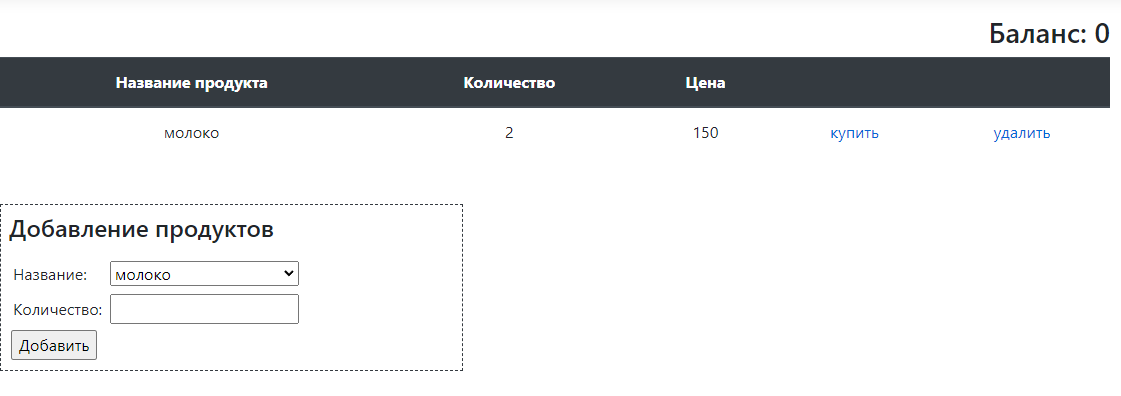 Баланс: 0
Название продукта Количество Цена
молоко 2 150 купить удалить
Добавление продуктов
Название: молоко
Количество:
Добавить